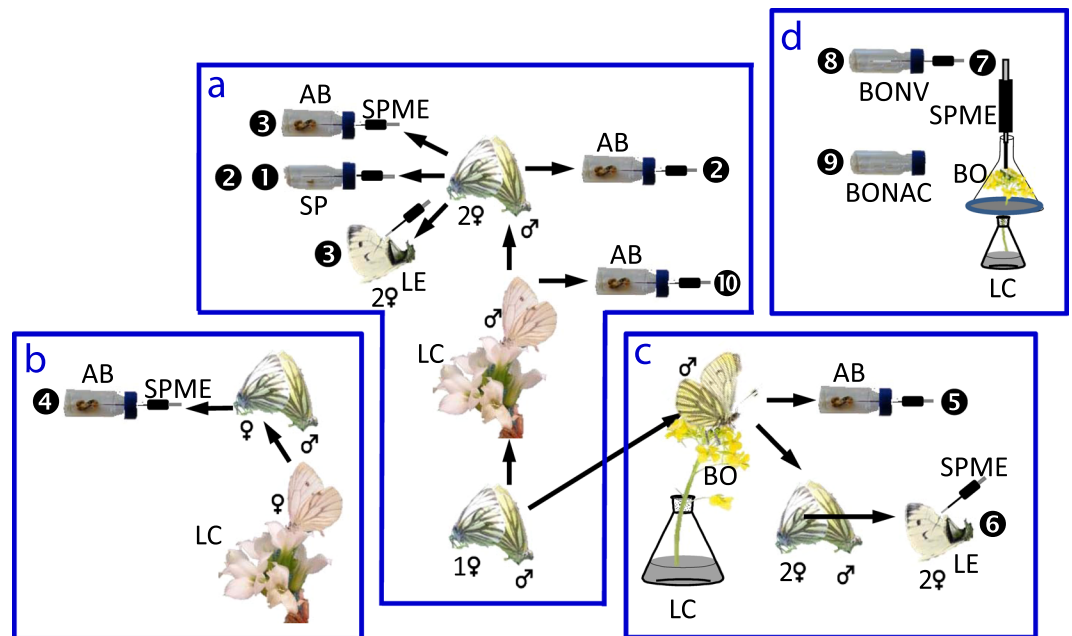 a
AB
SPME
❸
AB
❷ ❶
SP
❷
2♀
♂
❸
LE
2♀
AB
❿
♂
LC
1♀
♂
b
AB
SPME
❹
♀
♂
♀
LC
c
♂
AB
❺
BO
SPME
❻
LE
2♀
♂
2♀
LC
d
❽
❼
BONV
SPME
❾
BO
BONAC
LC